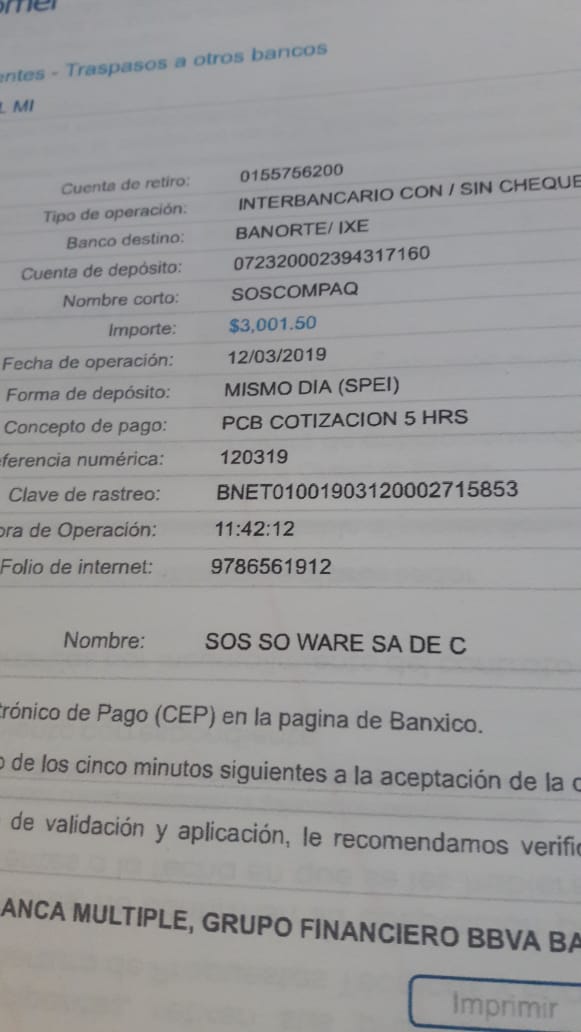 omer
entes - Traspasos a otros bancos
L MI
Cuenta de retiro: 0155756200
Tipo de operación: INTERBANCARIO CON / SIN CHEQUE
Banco destino: BANORTE/ IXE
Cuenta de depósito: 072320002394317160
Nombre corto: SOSCOMPAQ
Importe: $3,001.50
Fecha de operación: 12/03/2019
Forma de depósito: MISMO DIA (SPEI)
Concepto de pago: PCB COTIZACION 5 HRS
ferencia numérica: 120319
Clave de rastreo: BNET01001903120002715853
ora de Operación: 11:42:12
Folio de internet: 9786561912
Nombre: SOS SO WARE SA DE C
trónico de Pago (CEP) en la pagina de Banxico.
o de los cinco minutos siguientes a la aceptación de la o
de validación y aplicación, le recomendamos verific
ANCA MULTIPLE, GRUPO FINANCIERO BBVA BA
Imprimir